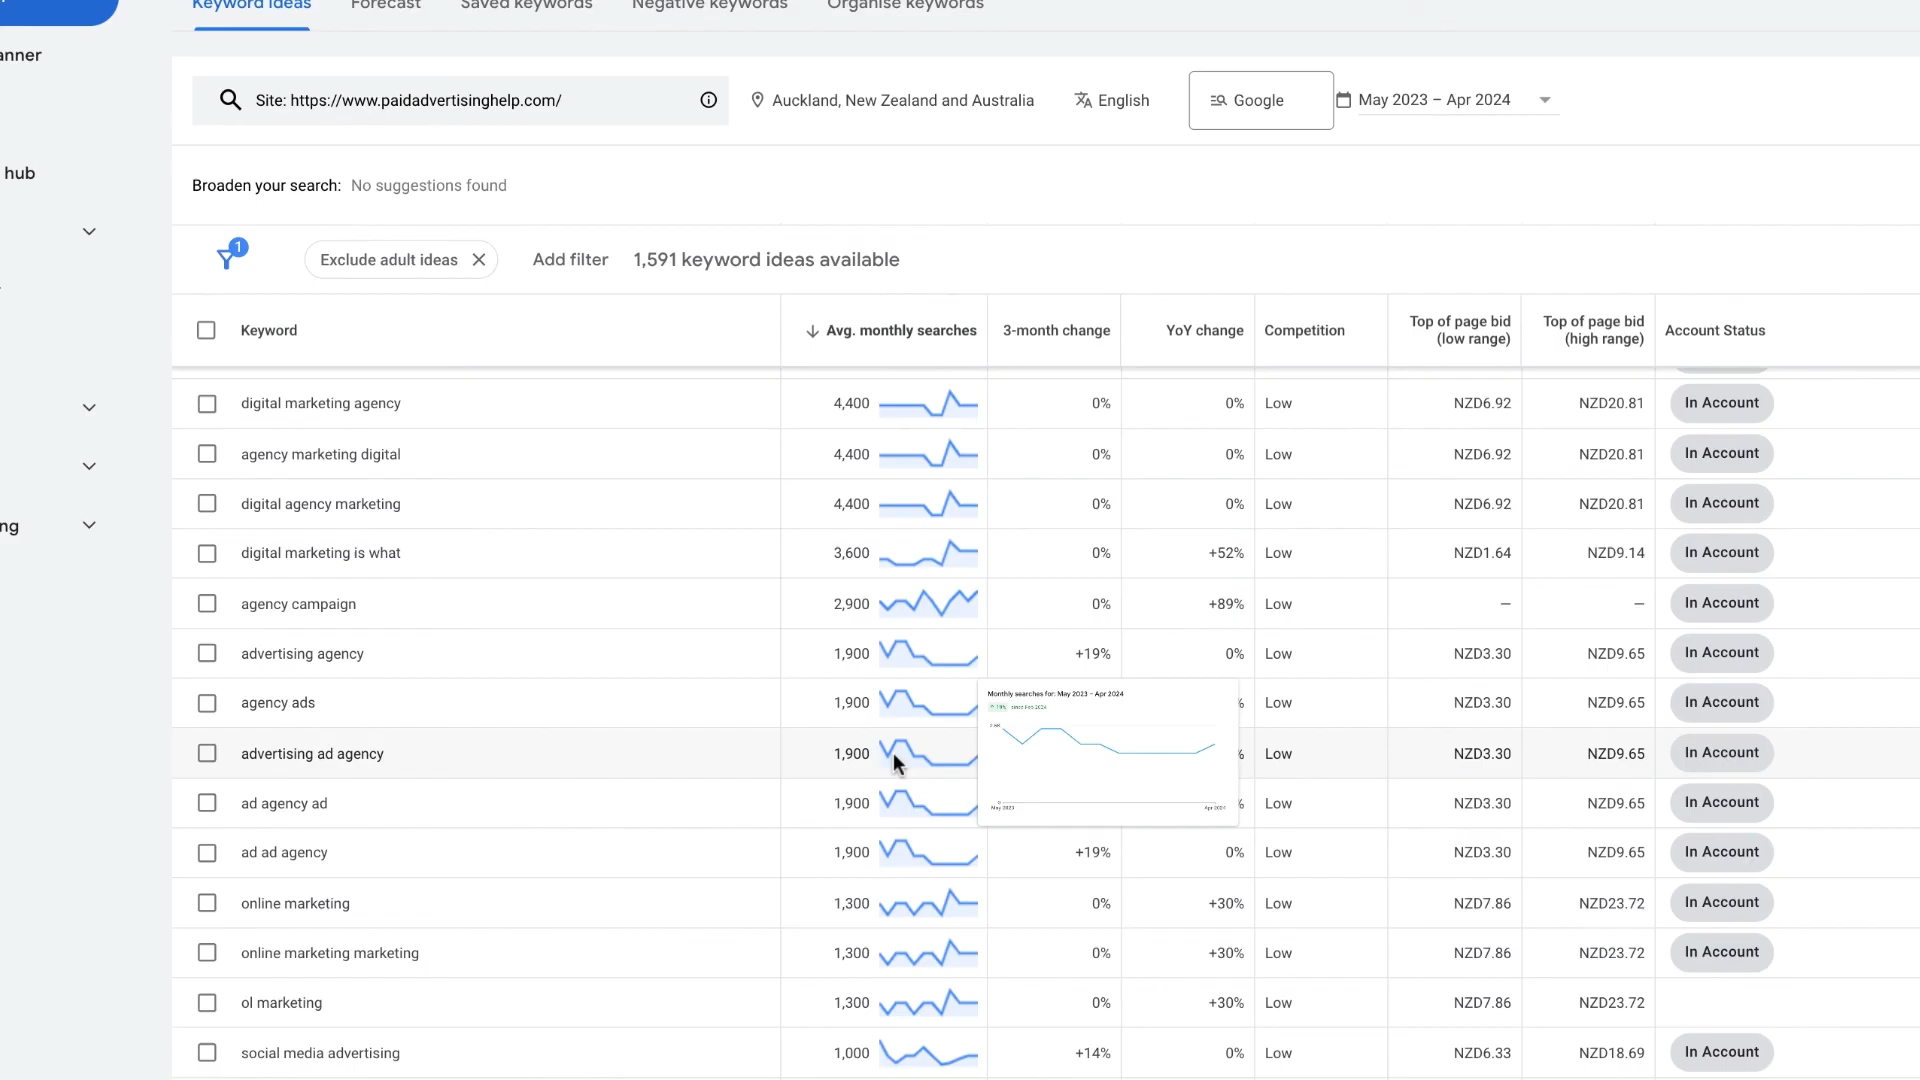 Keyword ideas Forecast Saved keywords Negative keywords Organise keywords
anner
Site: https://www.paidadvertisinghelp.com/ Auckland, New Zealand and Australia English Google May 2023 – Apr 2024
hub
Broaden your search: No suggestions found
1
Exclude adult ideas Add filter 1,591 keyword ideas available
Keyword Avg. monthly searches 3-month change YoY change Competition Top of page bid (low range) Top of page bid (high range) Account Status
digital marketing agency 4,400 0% 0% Low NZD6.92 NZD20.81 In Account
agency marketing digital 4,400 0% 0% Low NZD6.92 NZD20.81 In Account
digital agency marketing 4,400 0% 0% Low NZD6.92 NZD20.81 In Account
ng
digital marketing is what 3,600 0% +52% Low NZD1.64 NZD9.14 In Account
agency campaign 2,900 0% +89% Low – – In Account
advertising agency 1,900 +19% 0% Low NZD3.30 NZD9.65 In Account
agency ads 1,900 % Low NZD3.30 NZD9.65 In Account
Monthly searches for: May 2023 – Apr 2024
19% since Feb 2024
advertising ad agency 1,900 % Low NZD3.30 NZD9.65 In Account
ad agency ad 1,900 % Low NZD3.30 NZD9.65 In Account
0
May 2023 Apr 2024
ad ad agency 1,900 +19% 0% Low NZD3.30 NZD9.65 In Account
online marketing 1,300 0% +30% Low NZD7.86 NZD23.72 In Account
online marketing marketing 1,300 0% +30% Low NZD7.86 NZD23.72 In Account
ol marketing 1,300 0% +30% Low NZD7.86 NZD23.72
social media advertising 1,000 +14% 0% Low NZD6.33 NZD18.69 In Account